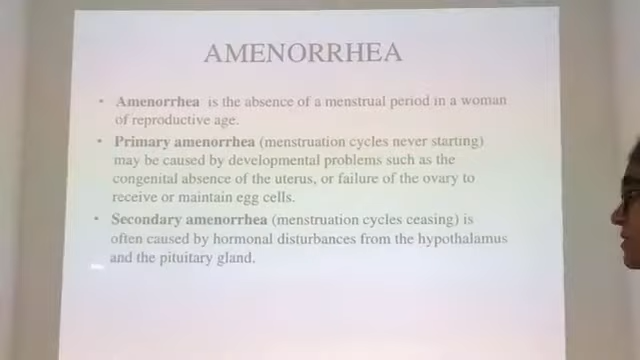 AMENORRHEA
• Amenorrhea is the absence of a menstrual period in a woman
of reproductive age.
• Primary amenorrhea (menstruation cycles never starting)
may be caused by developmental problems such as the
congenital absence of the uterus, or failure of the ovary to
receive or maintain egg cells.
• Secondary amenorrhea (menstruation cycles ceasing) is
often caused by hormonal disturbances from the hypothalamus
and the pituitary gland.